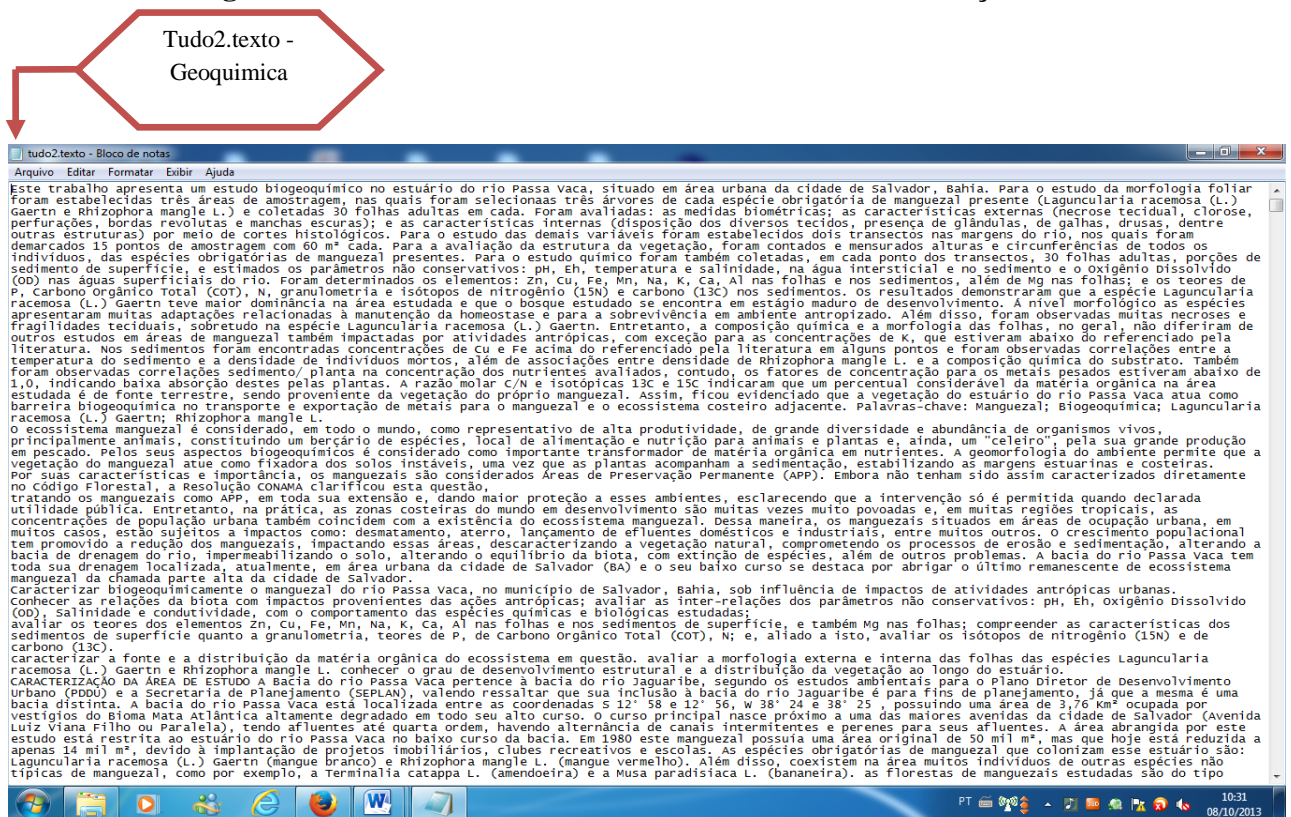 Tudo2.texto -
Geoquimica
tudo2.texto - Bloco de notas
Arquivo Editar Formatar Exibir Ajuda
Este trabalho apresenta um estudo biogeoquímico no estuário do rio Passa Vaca, situado em área urbana da cidade de Salvador, Bahia. Para o estudo da morfologia foliar
foram estabelecidas três áreas de amostragem, nas quais foram selecionaas três árvores de cada espécie obrigatória de manguezal presente (Laguncularia racemosa (L.)
Gaertn e Rhizophora mangle L.) e coletadas 30 folhas adultas em cada. Foram avaliadas: as medidas biométricas; as características externas (necrose tecidual, clorose,
perfurações, bordas revolutas e manchas escuras); e as características internas (disposição dos diversos tecidos, presença de glândulas, de galhas, drusas, dentre
outras estruturas) por meio de cortes histológicos. Para o estudo das demais variáveis foram estabelecidos dois transectos nas margens do rio, nos quais foram
demarcados 15 pontos de amostragem com 60 m² cada. Para a avaliação da estrutura da vegetação, foram contados e mensurados alturas e circunferências de todos os
indivíduos, das espécies obrigatórias de manguezal presentes. Para o estudo químico foram também coletadas, em cada ponto dos transectos, 30 folhas adultas, porções de
sedimento de superfície, e estimados os parâmetros não conservativos: pH, Eh, temperatura e salinidade, na água intersticial e no sedimento e o Oxigênio Dissolvido
(OD) nas águas superficiais do rio. Foram determinados os elementos: Zn, Cu, Fe, Mn, Na, K, Ca, Al nas folhas e nos sedimentos, além de Mg nas folhas; e os teores de
P, Carbono Orgânico Total (COT), N, granulometria e isótopos de nitrogênio (15N) e carbono (13C) nos sedimentos. Os resultados demonstraram que a espécie Laguncularia
racemosa (L.) Gaertn teve maior dominância na área estudada e que o bosque estudado se encontra em estágio maduro de desenvolvimento. Á nível morfológico as espécies
apresentaram muitas adaptações relacionadas à manutenção da homeostase e para a sobrevivência em ambiente antropizado. Além disso, foram observadas muitas necroses e
fragilidades teciduais, sobretudo na espécie Laguncularia racemosa (L.) Gaertn. Entretanto, a composição química e a morfologia das folhas, no geral, não diferiram de
outros estudos em áreas de manguezal também impactadas por atividades antrópicas, com exceção para as concentrações de K, que estiveram abaixo do referenciado pela
literatura. Nos sedimentos foram encontradas concentrações de Cu e Fe acima do referenciado pela literatura em alguns pontos e foram observadas correlações entre a
temperatura do sedimento e a densidade de indivíduos mortos, além de associações entre densidade de Rhizophora mangle L. e a composição química do substrato. Também
foram observadas correlações sedimento/ planta na concentração dos nutrientes avaliados, contudo, os fatores de concentração para os metais pesados estiveram abaixo de
1,0, indicando baixa absorção destes pelas plantas. A razão molar C/N e isotópicas 13C e 15C indicaram que um percentual considerável da matéria orgânica na área
estudada é de fonte terrestre, sendo proveniente da vegetação do próprio manguezal. Assim, ficou evidenciado que a vegetação do estuário do rio Passa Vaca atua como
barreira biogeoquímica no transporte e exportação de metais para o manguezal e o ecossistema costeiro adjacente. Palavras-chave: Manguezal; Biogeoquímica; Laguncularia
racemosa (L.) Gaertn; Rhizophora mangle L.
O ecossistema manguezal é considerado, em todo o mundo, como representativo de alta produtividade, de grande diversidade e abundância de organismos vivos,
principalmente animais, constituindo um berçário de espécies, local de alimentação e nutrição para animais e plantas e, ainda, um "celeiro", pela sua grande produção
em pescado. Pelos seus aspectos biogeoquímicos é considerado como importante transformador de matéria orgânica em nutrientes. A geomorfologia do ambiente permite que a
vegetação do manguezal atue como fixadora dos solos instáveis, uma vez que as plantas acompanham a sedimentação, estabilizando as margens estuarinas e costeiras.
Por suas características e importância, os manguezais são considerados Áreas de Preservação Permanente (APP). Embora não tenham sido assim caracterizados diretamente
no Código Florestal, a Resolução CONAMA clarificou esta questão,
tratando os manguezais como APP, em toda sua extensão e, dando maior proteção a esses ambientes, esclarecendo que a intervenção só é permitida quando declarada
utilidade pública. Entretanto, na prática, as zonas costeiras do mundo em desenvolvimento são muitas vezes muito povoadas e, em muitas regiões tropicais, as
concentrações de população urbana também coincidem com a existência do ecossistema manguezal. Dessa maneira, os manguezais situados em áreas de ocupação urbana, em
muitos casos, estão sujeitos a impactos como: desmatamento, aterro, lançamento de efluentes domésticos e industriais, entre muitos outros. O crescimento populacional
tem promovido a redução dos manguezais, impactando essas áreas, descaracterizando a vegetação natural, comprometendo os processos de erosão e sedimentação, alterando a
bacia de drenagem do rio, impermeabilizando o solo, alterando o equilíbrio da biota, com extinção de espécies, além de outros problemas. A bacia do rio Passa Vaca tem
toda sua drenagem localizada, atualmente, em área urbana da cidade de Salvador (BA) e o seu baixo curso se destaca por abrigar o último remanescente de ecossistema
manguezal da chamada parte alta da cidade de Salvador.
Caracterizar biogeoquimicamente o manguezal do rio Passa Vaca, no município de Salvador, Bahia, sob influência de impactos de atividades antrópicas urbanas.
Conhecer as relações da biota com impactos provenientes das ações antrópicas; avaliar as inter-relações dos parâmetros não conservativos: pH, Eh, Oxigênio Dissolvido
(OD), Salinidade e condutividade, com o comportamento das espécies químicas e biológicas estudadas;
avaliar os teores dos elementos Zn, Cu, Fe, Mn, Na, K, Ca, Al nas folhas e nos sedimentos de superfície, e também Mg nas folhas; compreender as características dos
sedimentos de superfície quanto a granulometria, teores de P, de Carbono Orgânico Total (COT), N; e, aliado a isto, avaliar os isótopos de nitrogênio (15N) e de
carbono (13C).
caracterizar a fonte e a distribuição da matéria orgânica do ecossistema em questão. avaliar a morfologia externa e interna das folhas das espécies Laguncularia
racemosa (L.) Gaertn e Rhizophora mangle L. conhecer o grau de desenvolvimento estrutural e a distribuição da vegetação ao longo do estuário.
CARACTERIZAÇÃO DA ÁREA DE ESTUDO A Bacia do rio Passa Vaca pertence à bacia do rio Jaguaribe, segundo os estudos ambientais para o Plano Diretor de Desenvolvimento
Urbano (PDDU) e a Secretaria de Planejamento (SEPLAN), valendo ressaltar que sua inclusão à bacia do rio Jaguaribe é para fins de planejamento, já que a mesma é uma
bacia distinta. A bacia do rio Passa Vaca está localizada entre as coordenadas S 12° 58 e 12° 56, W 38° 24 e 38° 25 , possuindo uma área de 3,76 Km² ocupada por
vestígios do Bioma Mata Atlântica altamente degradado em todo seu alto curso. O curso principal nasce próximo a uma das maiores avenidas da cidade de Salvador (Avenida
Luiz Viana Filho ou Paralela), tendo afluentes até quarta ordem, havendo alternância de canais intermitentes e perenes para seus afluentes. A área abrangida por este
estudo está restrita ao estuário do rio Passa Vaca no baixo curso da bacia. Em 1980 este manguezal possuía uma área original de 50 mil m², mas que hoje está reduzida a
apenas 14 mil m², devido à implantação de projetos imobiliários, clubes recreativos e escolas. As espécies obrigatórias de manguezal que colonizam esse estuário são:
Laguncularia racemosa (L.) Gaertn (mangue branco) e Rhizophora mangle L. (mangue vermelho). Além disso, coexistem na área muitos indivíduos de outras espécies não
típicas de manguezal, como por exemplo, a Terminalia catappa L. (amendoeira) e a Musa paradisiaca L. (bananeira). as florestas de manguezais estudadas são do tipo
PT
10:31
08/10/2013